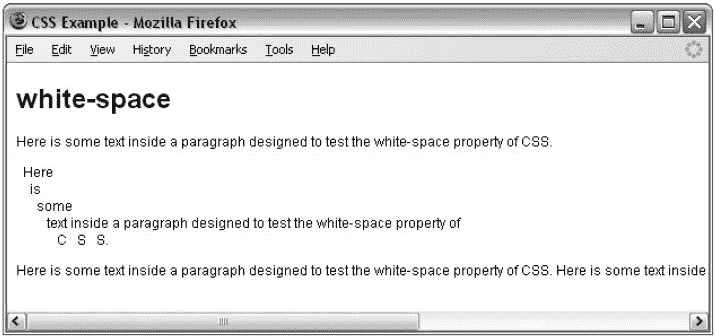 CSS Example - Mozilla Firefox
File Edit View History Bookmarks Tools Help
white-space
Here is some text inside a paragraph designed to test the white-space property of CSS.
Here
is
some
text inside a paragraph designed to test the white-space property of
C S S.
Here is some text inside a paragraph designed to test the white-space property of CSS. Here is some text inside